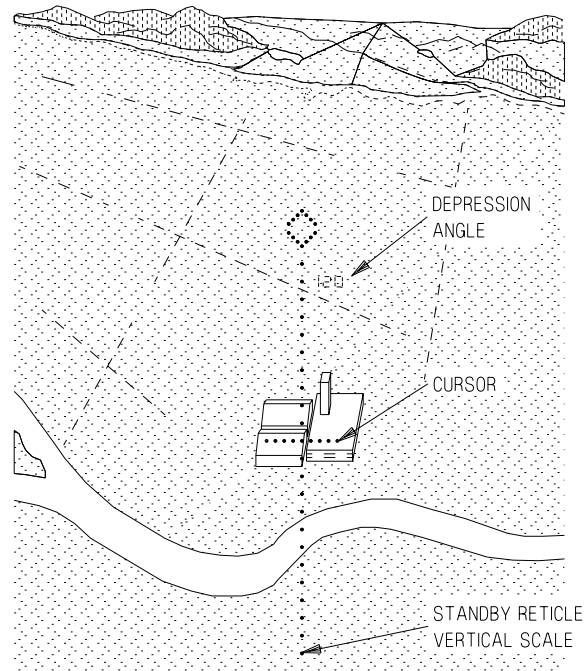 DEPRESSION
ANGLE
120
CURSOR
STANDBY RETICLE
VERTICAL SCALE